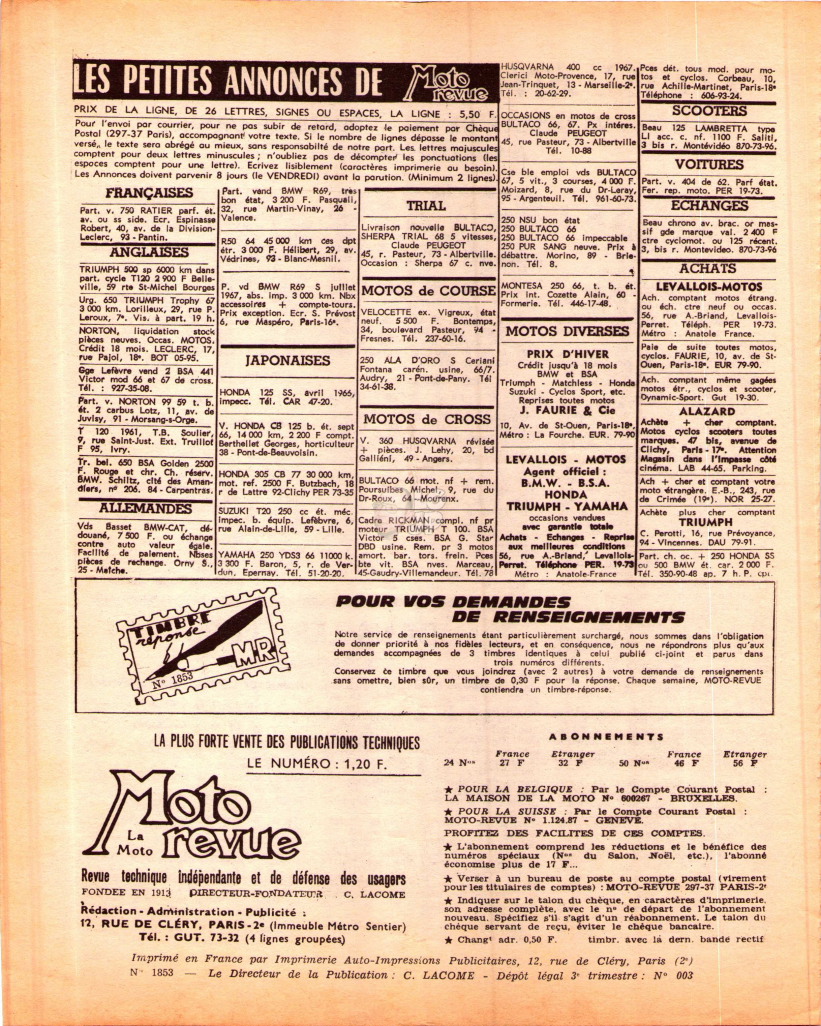 LES PETITES ANNONCES DE Moto revue
PRIX DE LA LIGNE, DE 26 LETTRES, SIGNES OU ESPACES, LA LIGNE : 5,50 F.
Pour l'envoi par courrier, pour ne pas subir de retard, adoptez le paiement par Chèque
Postal (297-37 Paris), accompagnant votre texte. Si le nombre de lignes dépasse le montant
versé, le texte sera abrégé au mieux, sans responsabilté de notre part. Les lettres majuscules
comptent pour deux lettres minuscules ; n'oubliez pas de décompter les ponctuations (les
espaces comptent pour une lettre). Ecrivez lisiblement (caractères imprimerie au besoin).
Les Annonces doivent parvenir 8 jours (le VENDREDI) avant la parution. (Minimum 2 lignes).
FRANÇAISES
Part. v. 750 RATIER parf. ét.
av. ou ss side. Ecr. Espinasse
Robert, 40, av. de la Division-
Leclerc, 93 - Pantin.
ANGLAISES
TRIUMPH 500 sp 6000 km dans
part. cycle T120 2 900 F Belle-
ville, 59 rte St-Michel Bourges
Urg. 650 TRIUMPH Trophy 67
3 000 km. Lorilleux, 29, rue P.
Leroux, 7e. Vis. à part. 19 h.
NORTON, liquidation stock
pièces neuves. Occas. MOTOS.
Crédit 18 mois. LECLERC, 17,
rue Pajol, 18e. BOT 05-95.
Gge Lefèvre vend 2 BSA 441
Victor mod 66 et 67 de cross.
Tél. : 927-35-08.
Part. v. NORTON 99 59 t. b.
ét. 2 carbus Lotz, 11, av. de
Juvisy, 91 - Morsang-s-Orge.
T 120 1961, T.B. Soulier,
9, rue Saint-Just. Ext. Truillot
F 95, Ivry.
Tr. bel. 650 BSA Golden 2500
F. Rouge et chr. Ch. réserv.
BMW. Schiltz, cité des Aman-
diers, n° 206. 84 - Carpentras.
ALLEMANDES
Vds Basset BMW-CAT, dé-
douané, 7 500 F. ou échange
contre auto valeur égale.
Facilité de paiement. Nbses
pièces de rechange. Orny S.,
25 - Maîche.
Part. vend BMW R69, très
bon état, 3 200 F. Pasquali,
32, rue Martin-Vinay, 26 -
Valence.
R50 64 45 000 km ces dpt
étr. 3 000 F. Hélibert, 29, av.
Védrines, 93 - Blanc-Mesnil.
P. vd BMW R69 S juillet
1967, abs. imp. 3 000 km. Nbx
accessoires + compte-tours.
Prix exception. Ecr. S. Prévost
6, rue Maspéro, Paris-16e.
JAPONAISES
HONDA 125 SS, avril 1966,
impecc. Tél. CAR 47-20.
V. HONDA CB 125 b. ét. sept
66, 14 000 km, 2 200 F compt.
Berthellet Georges, horticulteur
38 - Pont-de-Beauvoisin.
HONDA 305 CB 77 30 000 km,
mot. ref. 2500 F. Butzbach, 18
r de Lattre 92-Clichy PER 73-35
SUZUKI T20 250 cc ét. méc.
impec. b. équip. Lefèbvre, 6,
rue Alain-de-Lille, 59 - Lille.
YAMAHA 250 YDS3 66 11000 k.
3 300 F. Baron, 5, r. de Ver-
dun, Epernay. Tél. 51-20-20.
TRIAL
Livraison nouvelle BULTACO,
SHERPA TRIAL 68 5 vitesses,
Claude PEUGEOT
45, r. Pasteur, 73 - Albertville.
Occasion : Sherpa 67 c. nve.
MOTOS de COURSE
VELOCETTE ex. Vigreux, état
neuf. 5 500 F. Bontemps,
34, boulevard Pasteur, 94 -
Fresnes. Tél. 237-60-16.
250 ALA D'ORO S Ceriani
Fontana carén. usine, 66/7.
Audry, 21 - Pont-de-Pany. Tél
34-61-38.
MOTOS de CROSS
V. 360 HUSQVARNA révisée
+ pièces. J. Lehy, 20, bd
Galliéni, 49 - Angers.
BULTACO 66 mot. nf + rem.
Poursuibes Michel, 9, rue du
Dr-Roux, 64 - Mourenx.
Cadre RICKMAN compl. nf pr
moteur TRIUMPH T 100. BSA
Victor 5 cses. BSA G. Star
DBD usine. Rem. pr 3 motos
amort. bar. tors. frein. Pces
bte vit. BSA nves. Marceau,
45-Gaudry-Villemandeur. Tél. 78
HUSQVARNA 400 cc 1967.
Clerici Moto-Provence, 17, rue
Jean-Trinquet, 13 - Marseille-2e.
Tél. : 20-62-29.
OCCASIONS en motos de cross
BULTACO 66, 67. Px intéres.
Claude PEUGEOT
45, rue Pasteur, 73 - Albertville
Tél. 10-88
Cse ble emploi vds BULTACO
67, 5 vit., 3 courses, 4 000 F.
Moizard, 8, rue du Dr-Leray,
95 - Argenteuil. Tél. 961-60-73.
250 NSU bon état
250 BULTACO 66
250 BULTACO 66 impeccable
250 PUR SANG neuve. Prix à
débattre. Morino, 89 - Brie-
non. Tél. 8.
MONTESA 250 66, t. b. ét.
Prix int. Cozette Alain, 60 -
Formerie. Tél. 446-17-48.
MOTOS DIVERSES
PRIX D'HIVER
Crédit jusqu'à 18 mois
BMW et BSA
Triumph - Matchless - Honda
Suzuki - Cyclos Sport, etc.
Reprises toutes motos
J. FAURIE & Cie
10, Av. de St-Ouen, Paris-18e
Métro : La Fourche. EUR. 79-90
LEVALLOIS - MOTOS
Agent officiel :
B.M.W. - B.S.A.
HONDA
TRIUMPH - YAMAHA
occasions vendues
avec garantie totale
Achats - Echanges - Reprise
aux meilleures conditions
56, rue A.-Briand, Levallois-
Perret. Téléphone PER. 19-73
Métro : Anatole-France
Pces dét. tous mod. pour mo-
tos et cyclos. Corbeau, 10,
rue Achille-Martinet, Paris-18e
Téléphone : 606-93-24.
SCOOTERS
Beau 125 LAMBRETTA type
LI acc. c. nf. 1100 F. Salitl,
3 bis r. Montévidéo 870-73-96.
VOITURES
Part. v. 404 de 62. Parf état.
Fer. rep. moto. PER 19-73.
ECHANGES
Beau chrono av. brac. or mas-
sif gde marque val. 2 400 F
ctre cyclomot. ou 125 récent.
3, bis r. Montevideo. 870-73-96
ACHATS
LEVALLOIS-MOTOS
Ach. comptant motos étrang.
ou éch. ctre neuf ou occas.
56, rue A.-Briand, Levallois-
Perret. Téléph. PER. 19-73.
Métro : Anatole France.
Paie de suite toutes motos,
cyclos. FAURIE, 10, av. de St-
Ouen, Paris-18e. EUR 79-90.
Ach. comptant même gagées
motos étr., cyclos et scooter,
Dynamic-Sport. Gut 19-30.
ALAZARD
Achète + cher comptant.
Motos cyclos scooters toutes
marques. 47 bis, avenue de
Clichy, Paris - 17e. Attention
Magasin dans l'impasse côté
cinéma. LAB 44-65. Parking.
Ach + cher et comptant votre
moto étrangère. E.-B., 243, rue
de Crimée (19e). NOR 25-27.
Achète plus cher comptant
TRIUMPH
C. Perotti, 16, rue Prévoyance,
94 - Vincennes. DAU 79-91.
Part. ch. oc. + 250 HONDA SS
ou 500 BMW ét. car. 2 000 F.
Tél. 350-90-48 ap. 7 h. P. cpt.
TIMBRE
réponse
MR
N° 1853
POUR VOS DEMANDES
DE RENSEIGNEMENTS
Notre service de renseignements étant particulièrement surchargé, nous sommes dans l'obligation
de donner priorité à nos fidèles lecteurs, et en conséquence, nous ne répondrons plus qu'aux
demandes accompagnées de 3 timbres identiques à celui publié ci-joint et parus dans
trois numéros différents.
Conservez ce timbre que vous joindrez (avec 2 autres) à votre demande de renseignements
sans omettre, bien sûr, un timbre de 0,30 F pour la réponse. Chaque semaine, MOTO-REVUE
contiendra un timbre-réponse.
LA PLUS FORTE VENTE DES PUBLICATIONS TECHNIQUES
LE NUMÉRO : 1,20 F.
La Moto
Moto revue
Revue technique indépendante et de défense des usagers
FONDEE EN 1913 DIRECTEUR-FONDATEUR C. LACOME
Rédaction - Administration - Publicité :
12, RUE DE CLÉRY, PARIS-2e (Immeuble Métro Sentier)
Tél. : GUT. 73-32 (4 lignes groupées)
ABONNEMENTS
France Etranger France Etranger
24 Nos 27 F 32 F 50 Nos 46 F 56 F
★ POUR LA BELGIQUE : Par le Compte Courant Postal :
LA MAISON DE LA MOTO N° 600267 - BRUXELLES.
★ POUR LA SUISSE : Par le Compte Courant Postal :
MOTO-REVUE N° 1.124.87 - GENEVE.
PROFITEZ DES FACILITES DE CES COMPTES.
★ L'abonnement comprend les réductions et le bénéfice des
numéros spéciaux (Nos du Salon, Noël, etc.), l'abonné
économise plus de 17 F...
★ Verser à un bureau de poste au compte postal (virement
pour les titulaires de comptes) : MOTO-REVUE 297-37 PARIS-2e
★ Indiquer sur le talon du chèque, en caractères d'imprimerie,
son adresse complète, avec le n° de départ de l'abonnement
nouveau. Spécifiez s'il s'agit d'un réabonnement. Le talon du
chèque servant de reçu, éviter le chèque bancaire.
★ Changt adr. 0,50 F. timbr. avec la dern. bande rectif
Imprimé en France par Imprimerie Auto-Impressions Publicitaires, 12, rue de Cléry, Paris (2e)
N° 1853 — Le Directeur de la Publication : C. LACOME - Dépôt légal 3e trimestre : N° 003